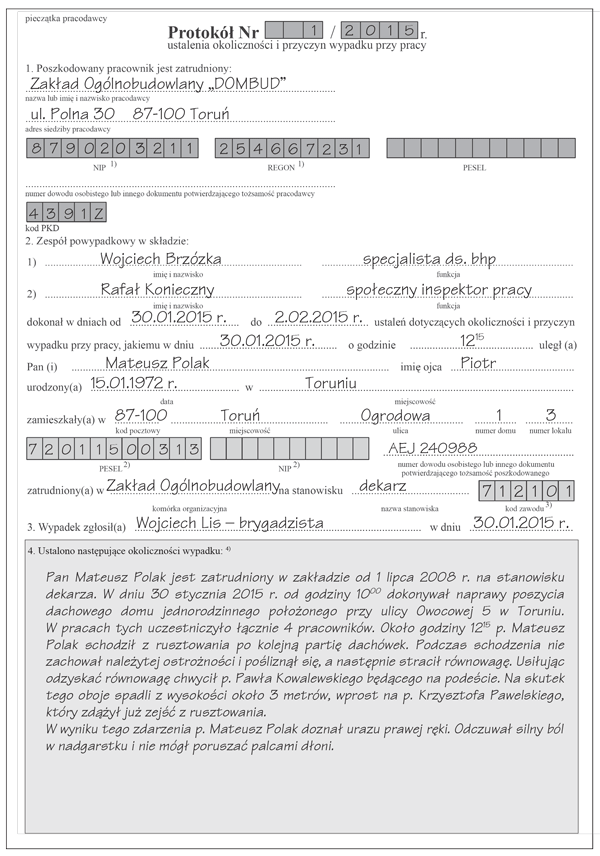 pieczątka pracodawcy
Protokół Nr 1 / 2015 r.
ustalenia okoliczności i przyczyn wypadku przy pracy
1. Poszkodowany pracownik jest zatrudniony:
Zakład Ogólnobudowlany „DOMBUD”
nazwa lub imię i nazwisko pracodawcy
ul. Polna 30 87-100 Toruń
adres siedziby pracodawcy
8790203211 254667231
NIP 1) REGON 1) PESEL
numer dowodu osobistego lub innego dokumentu potwierdzającego tożsamość pracodawcy
4391Z
kod PKD
2. Zespół powypadkowy w składzie:
1) Wojciech Brzózka specjalista ds. bhp
imię i nazwisko funkcja
2) Rafał Konieczny społeczny inspektor pracy
imię i nazwisko funkcja
dokonał w dniach od 30.01.2015 r. do 2.02.2015 r. ustaleń dotyczących okoliczności i przyczyn
wypadku przy pracy, jakiemu w dniu 30.01.2015 r. o godzinie 12¹⁵ uległ (a)
Pan (i) Mateusz Polak imię ojca Piotr
urodzony(a) 15.01.1972 r. w Toruniu
data miejscowość
zamieszkały(a) w 87-100 Toruń Ogrodowa 1 3
kod pocztowy miejscowość ulica numer domu numer lokalu
72011500313 AEJ 240988
PESEL 2) NIP 2) numer dowodu osobistego lub innego dokumentu
potwierdzającego tożsamość poszkodowanego
zatrudniony(a) w Zakład Ogólnobudowlany na stanowisku dekarz 712101
komórka organizacyjna nazwa stanowiska kod zawodu 3)
3. Wypadek zgłosił(a) Wojciech Lis – brygadzista w dniu 30.01.2015 r.
4. Ustalono następujące okoliczności wypadku: 4)
Pan Mateusz Polak jest zatrudniony w zakładzie od 1 lipca 2008 r. na stanowisku
dekarza. W dniu 30 stycznia 2015 r. od godziny 10⁰⁰ dokonywał naprawy poszycia
dachowego domu jednorodzinnego położonego przy ulicy Owocowej 5 w Toruniu.
W pracach tych uczestniczyło łącznie 4 pracowników. Około godziny 12¹⁵ p. Mateusz
Polak schodził z rusztowania po kolejną partię dachówek. Podczas schodzenia nie
zachował należytej ostrożności i pośliznął się, a następnie stracił równowagę. Usiłując
odzyskać równowagę chwycił p. Pawła Kowalewskiego będącego na podeście. Na skutek
tego oboje spadli z wysokości około 3 metrów, wprost na p. Krzysztofa Pawelskiego,
który zdążył już zejść z rusztowania.
W wyniku tego zdarzenia p. Mateusz Polak doznał urazu prawej ręki. Odczuwał silny ból
w nadgarstku i nie mógł poruszać palcami dłoni.